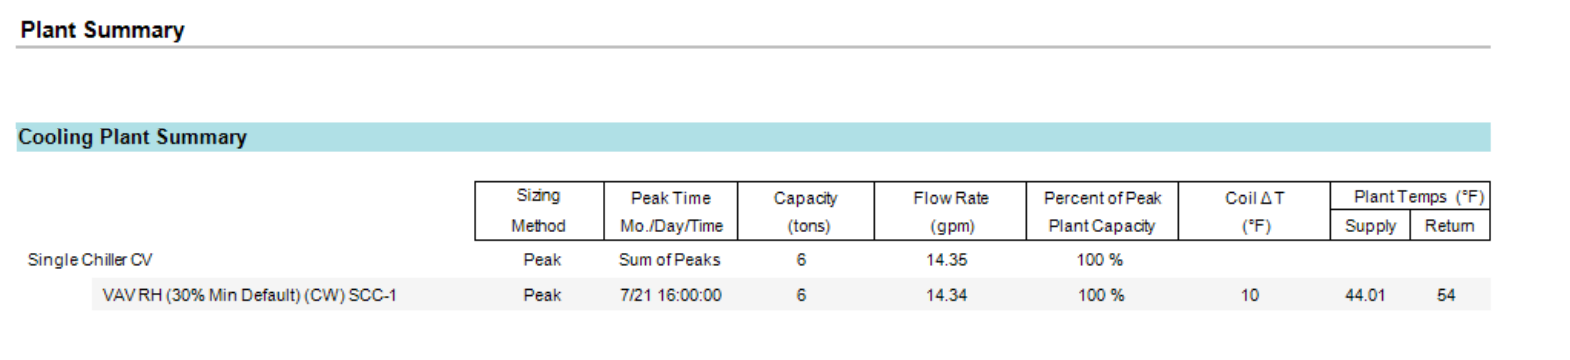 Plant Summary
Cooling Plant Summary
Sizing Method Peak Time Mo./Day/Time Capacity (tons) Flow Rate (gpm) Percent of Peak Plant Capacity Coil Δ T (°F) Plant Temps (°F) Supply Return
Single Chiller CV Peak Sum of Peaks 6 14.35 100 %
VAV RH (30% Min Default) (CW) SCC-1 Peak 7/21 16:00:00 6 14.34 100 % 10 44.01 54